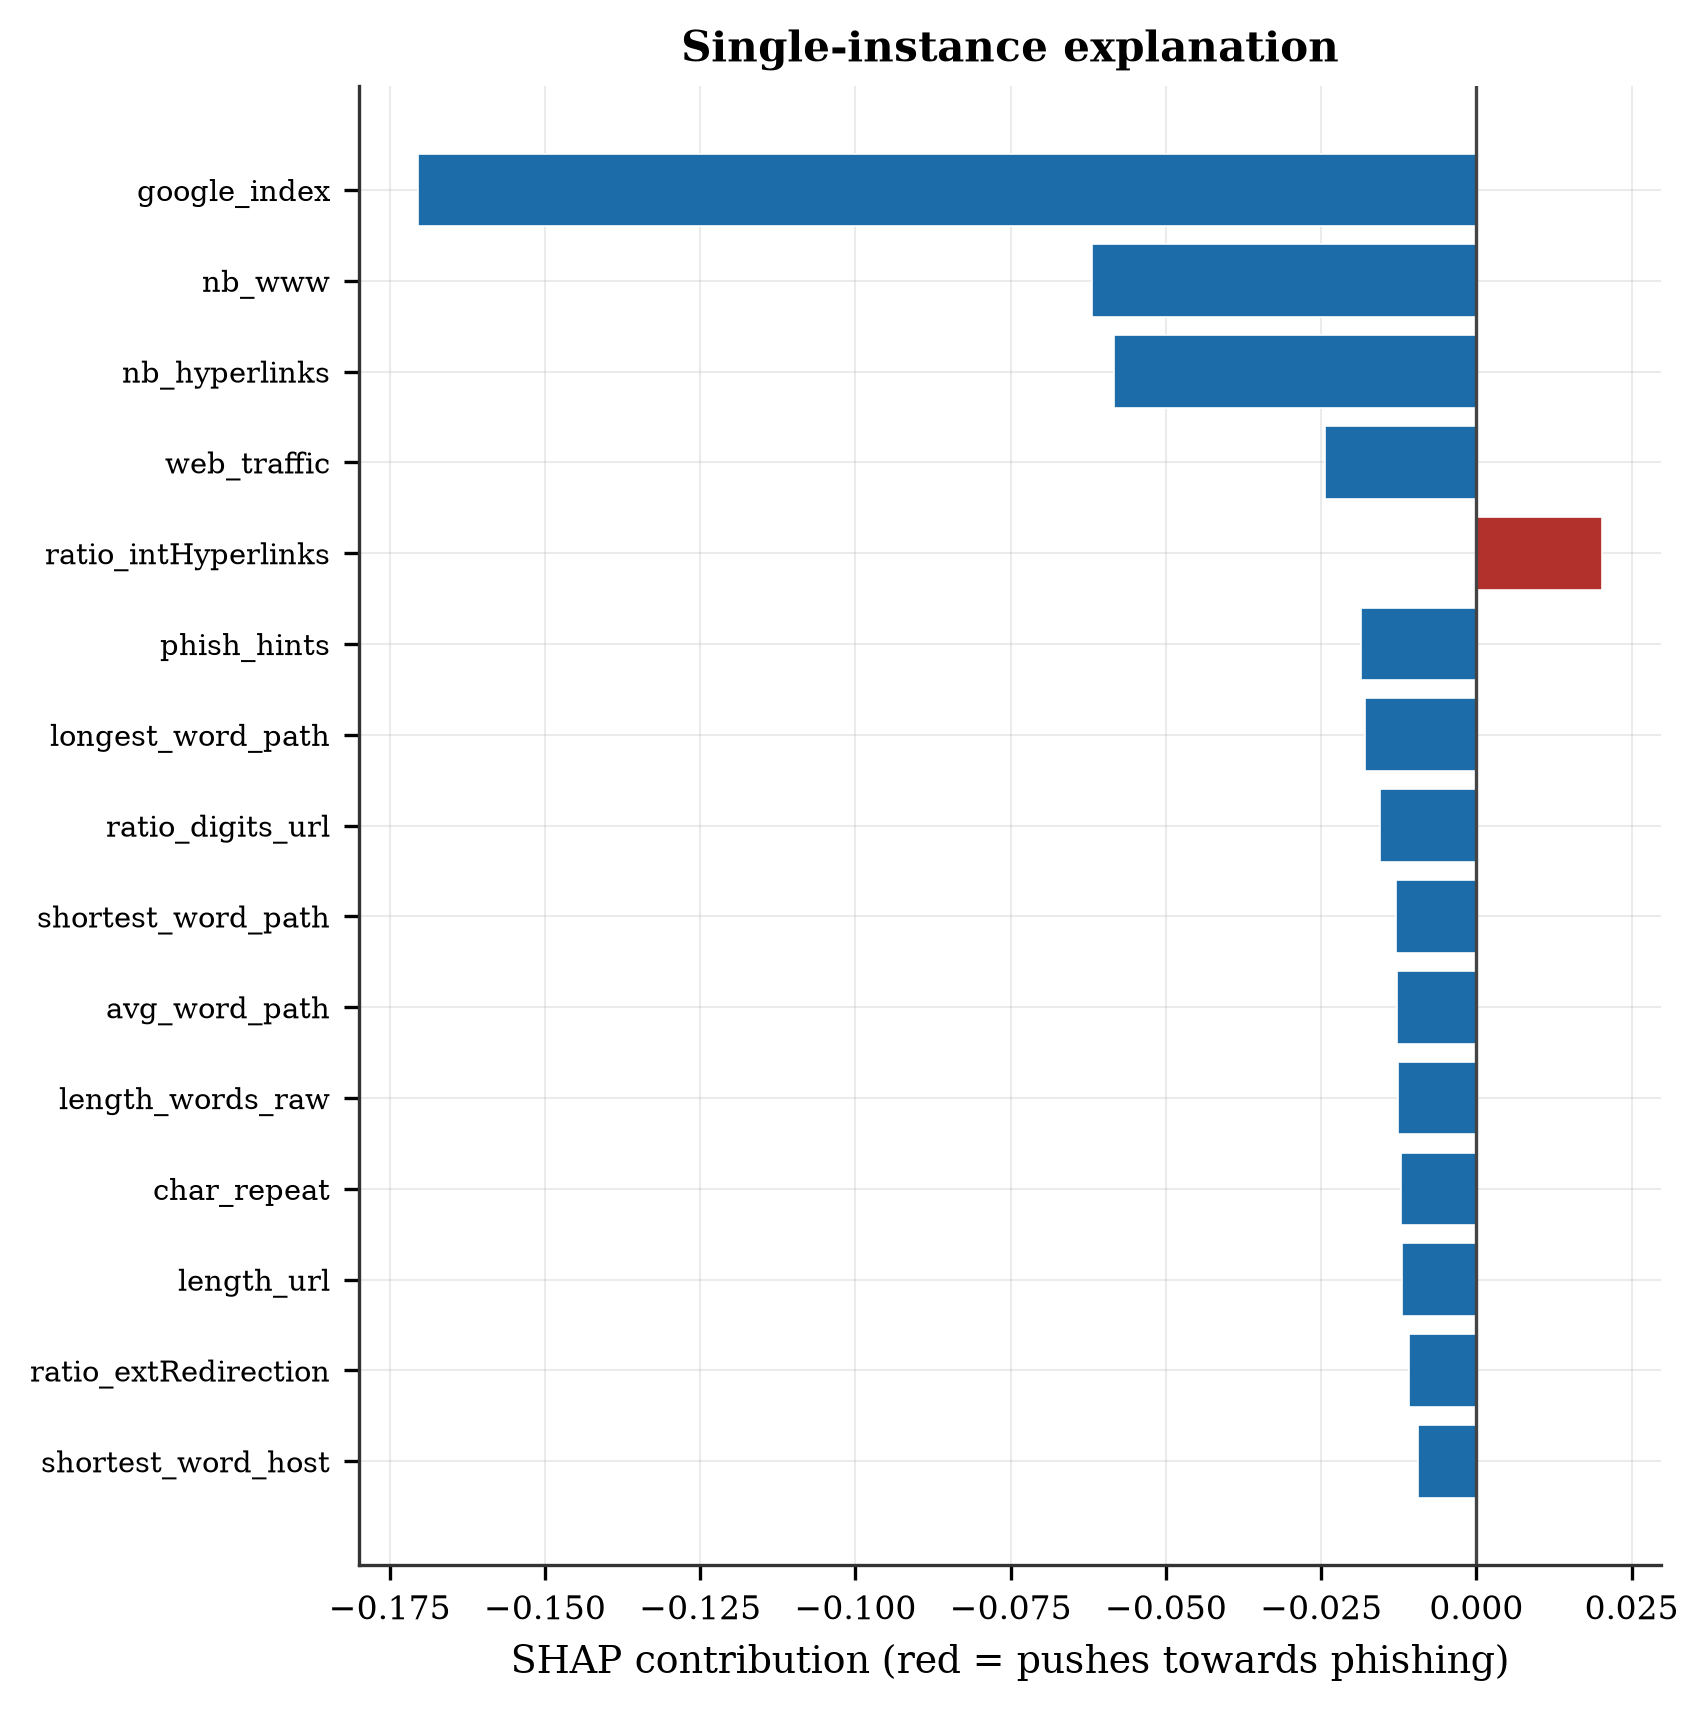 Single-instance explanation
google_index
nb_www
nb_hyperlinks
web_traffic
ratio_intHyperlinks
phish_hints
longest_word_path
ratio_digits_url
shortest_word_path
avg_word_path
length_words_raw
char_repeat
length_url
ratio_extRedirection
shortest_word_host
−0.175 −0.150 −0.125 −0.100 −0.075 −0.050 −0.025 0.000 0.025
SHAP contribution (red = pushes towards phishing)